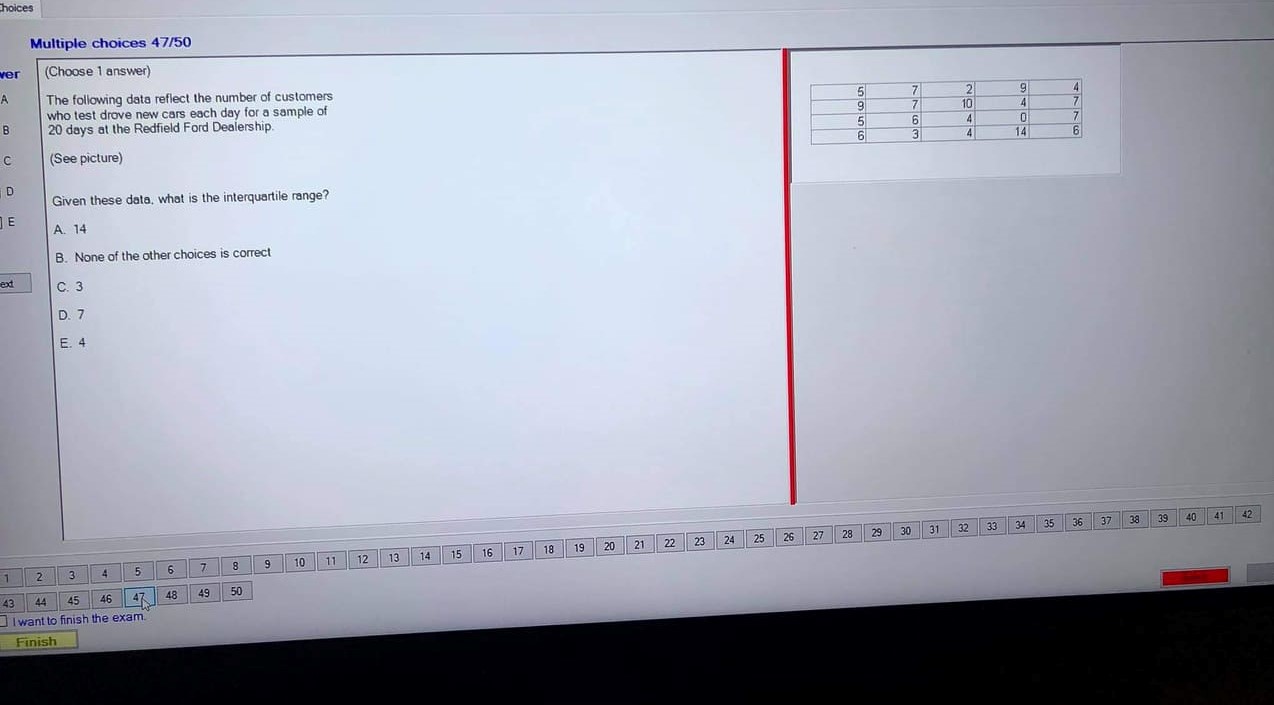 Choices
Multiple choices 47/50
(Choose 1 answer)
A
The following data reflect the number of customers
who test drove new cars each day for a sample of
B
20 days at the Redfield Ford Dealership.
C
(See picture)
D
Given these data, what is the interquartile range?
E
A. 14
B. None of the other choices is correct
C. 3
D. 7
E. 4
5 7 2 9 4
9 7 10 4 7
5 6 4 0 7
6 3 4 14 6
1 2 3 4 5 6 7 8 9 10 11 12 13 14 15 16 17 18 19 20 21 22 23 24 25 26 27 28 29 30 31 32 33 34 35 36 37 38 39 40 41 42
43 44 45 46 47 48 49 50
I want to finish the exam.
Finish